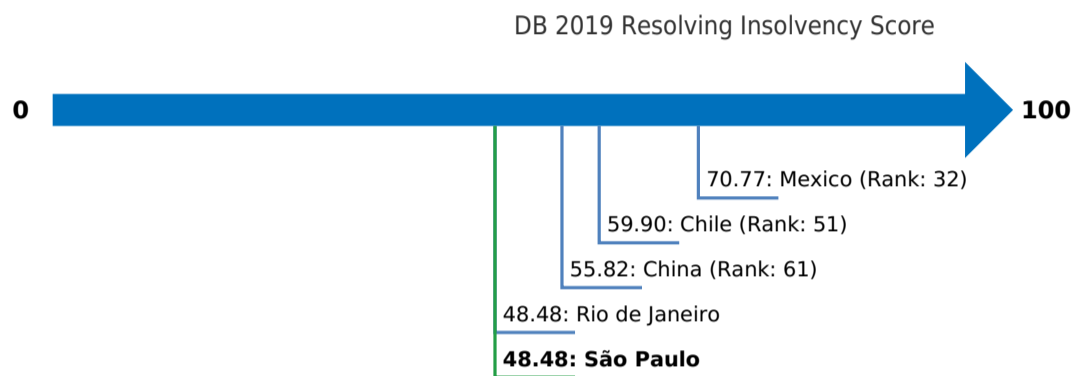 DB 2019 Resolving Insolvency Score
0
100
70.77: Mexico (Rank: 32)
59.90: Chile (Rank: 51)
55.82: China (Rank: 61)
48.48: Rio de Janeiro
48.48: São Paulo